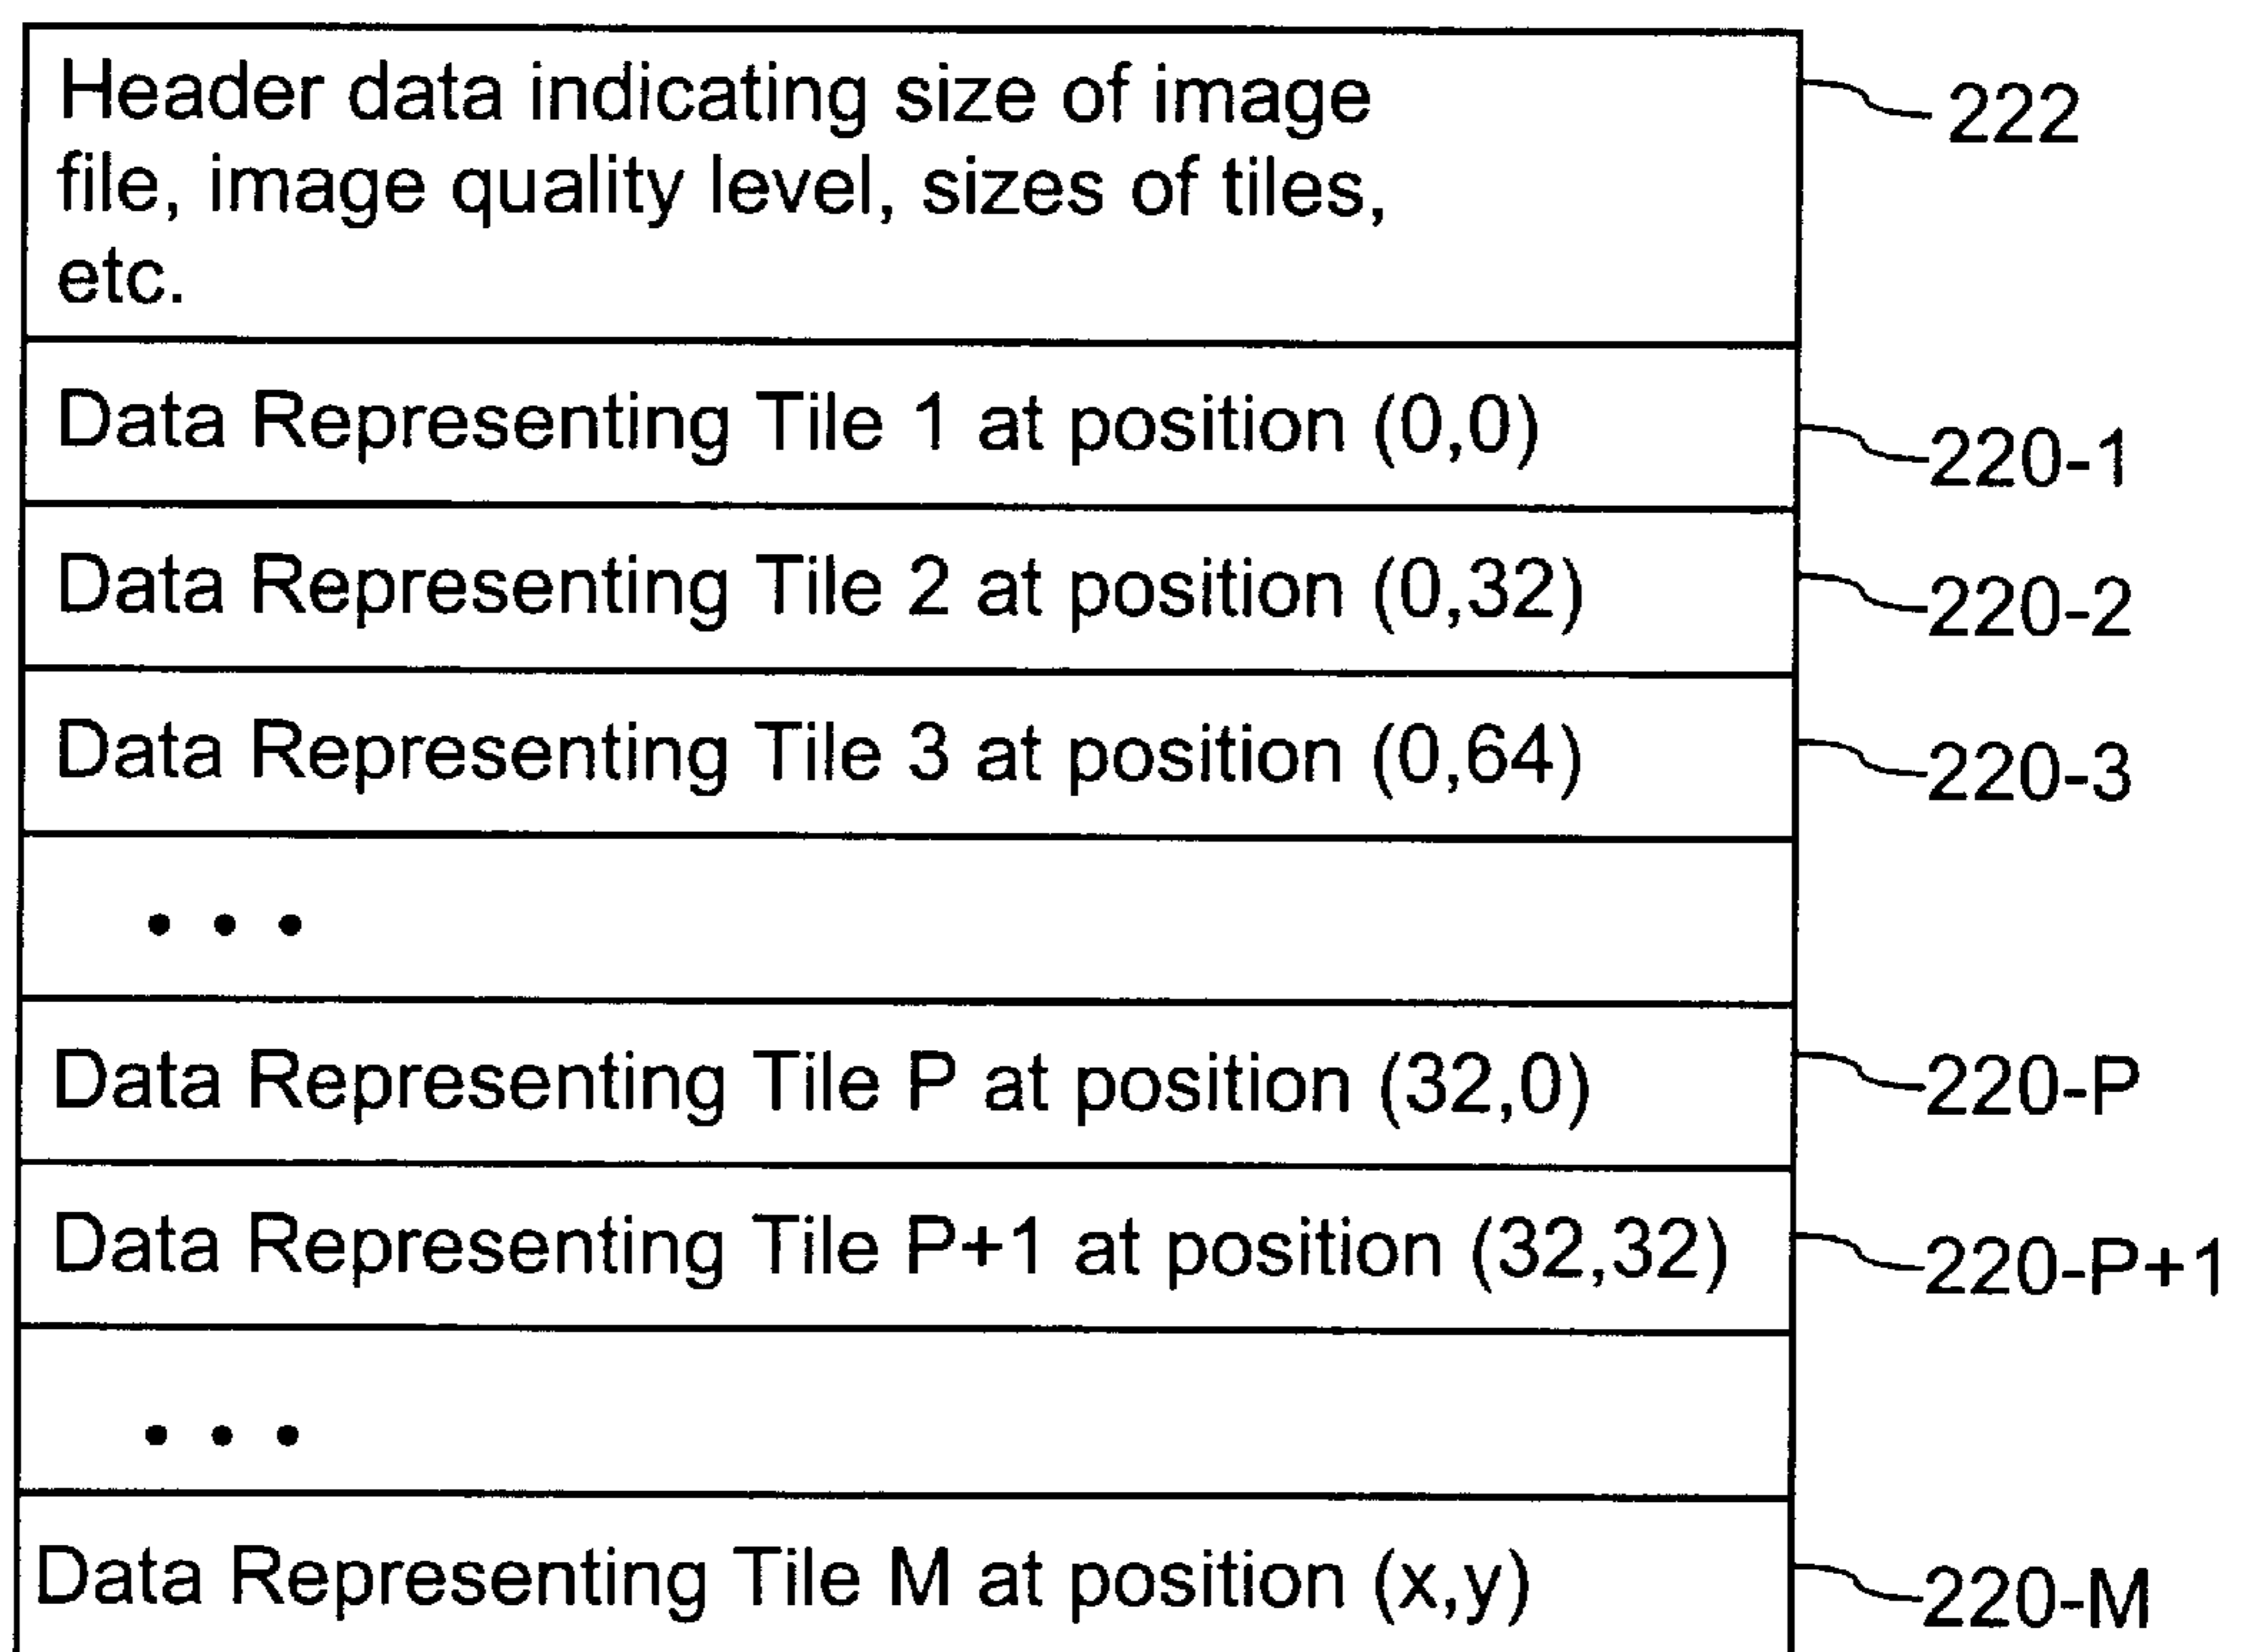 Header data indicating size of image
file, image quality level, sizes of tiles,
etc.
222
Data Representing Tile 1 at position (0,0)
220-1
Data Representing Tile 2 at position (0,32)
220-2
Data Representing Tile 3 at position (0,64)
220-3
• • •
Data Representing Tile P at position (32,0)
220-P
Data Representing Tile P+1 at position (32,32)
220-P+1
• • •
Data Representing Tile M at position (x,y)
220-M